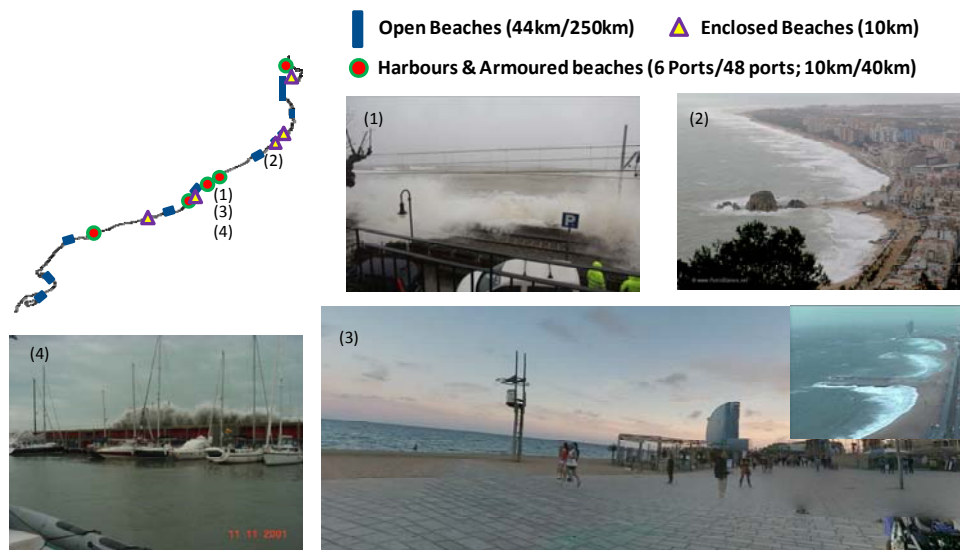 Open Beaches (44km/250km)
Enclosed Beaches (10km)
Harbours & Armoured beaches (6 Ports/48 ports; 10km/40km)
(1)
(2)
(2)
(1)
(3)
(4)
P
(4)
(3)
11 11 2001